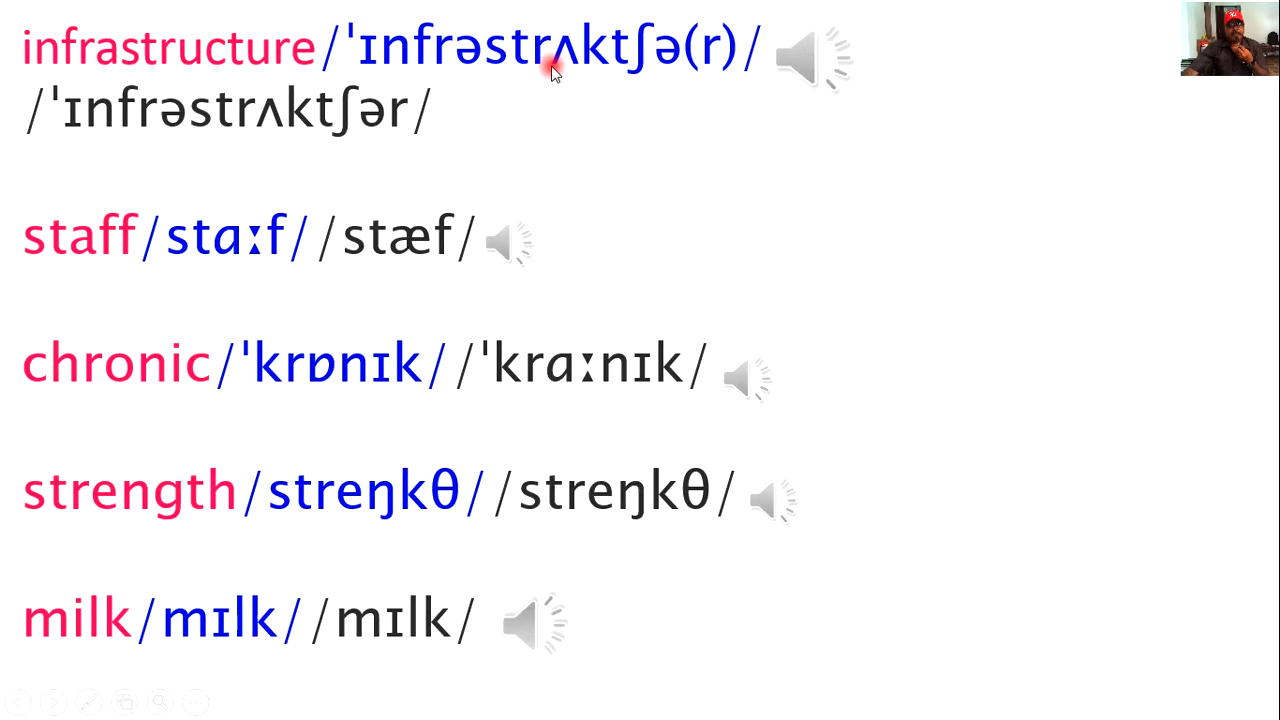 infrastructure/ˈɪnfrəstrʌktʃə(r)/
/ˈɪnfrəstrʌktʃər/
staff/stɑːf/ /stæf/
chronic/ˈkrɒnɪk/ /ˈkrɑːnɪk/
strength/streŋkθ/ /streŋkθ/
milk/mɪlk/ /mɪlk/